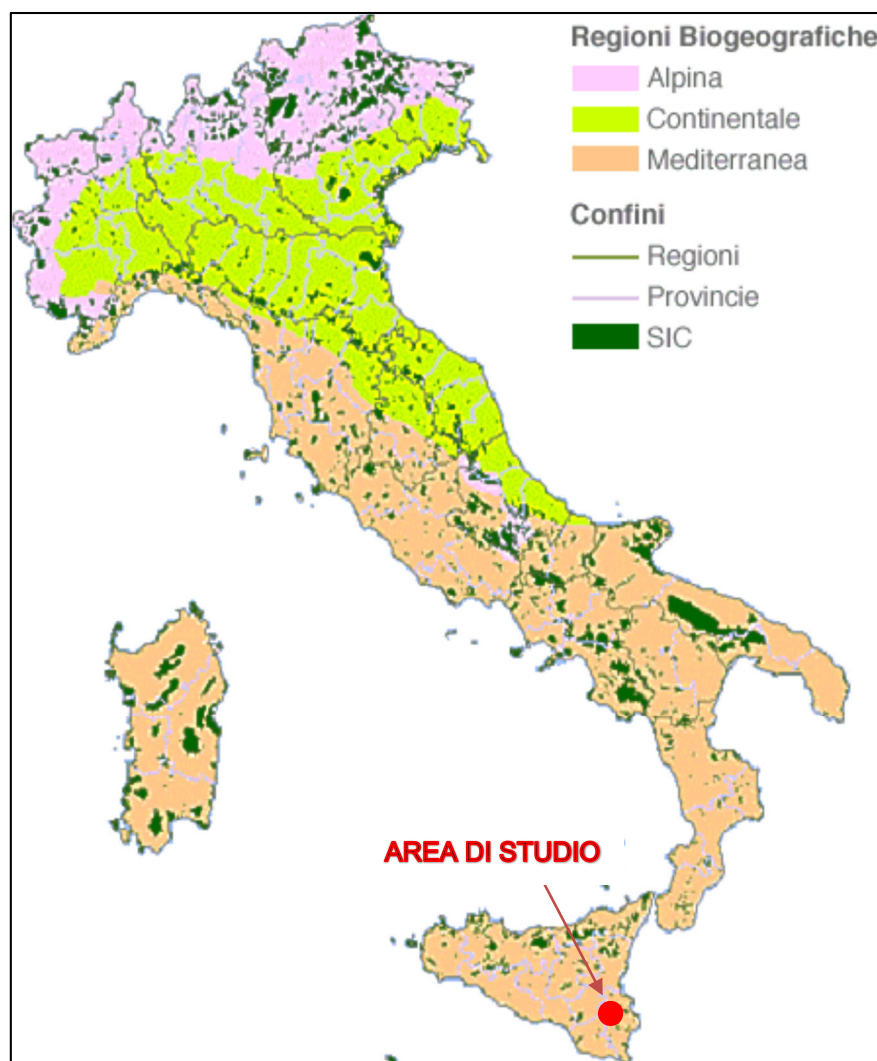 Regioni Biogeografiche
Alpina
Continentale
Mediterranea
Confini
Regioni
Provincie
SIC
AREA DI STUDIO